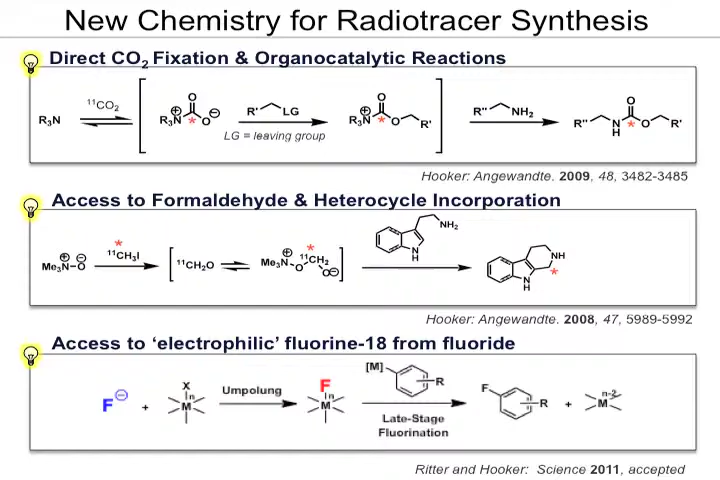 New Chemistry for Radiotracer Synthesis
Direct CO2 Fixation & Organocatalytic Reactions
R3N
11CO2
R3N
O
O
R'
LG
LG = leaving group
R3N
O
O
R'
R''
NH2
R''
N
H
O
O
R'
Hooker: Angewandte. 2009, 48, 3482-3485
Access to Formaldehyde & Heterocycle Incorporation
Me3N
O
11CH3I
11CH2O
Me3N
O
11CH2
O
NH2
N
H
NH
N
H
Hooker: Angewandte. 2008, 47, 5989-5992
Access to ‘electrophilic’ fluorine-18 from fluoride
F
+
X
n
M
Umpolung
F
n
M
[M]
R
Late-Stage
Fluorination
F
R
+
n-2
M
Ritter and Hooker: Science 2011, accepted